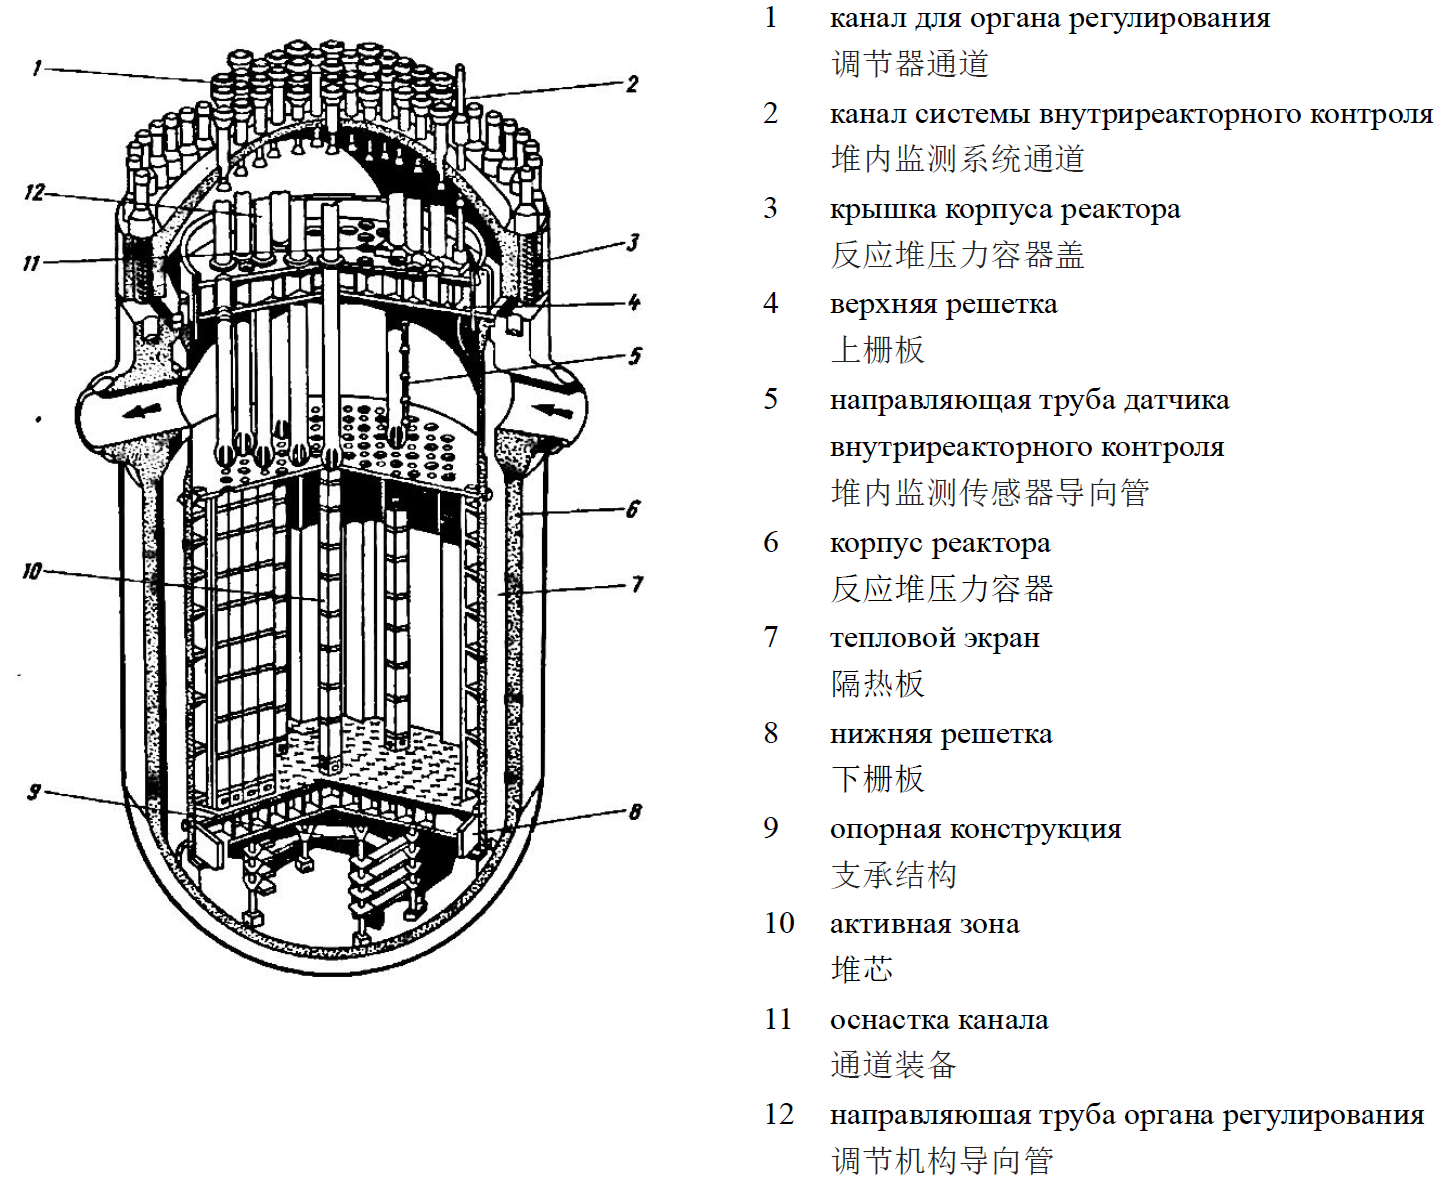 1
2
12
3
11
4
5
6
10
7
9
8
1 канал для органа регулирования
调节器通道
2 канал системы внутриреакторного контроля
堆内监测系统通道
3 крышка корпуса реактора
反应堆压力容器盖
4 верхняя решетка
上栅板
5 направляющая труба датчика
внутриреакторного контроля
堆内监测传感器导向管
6 корпус реактора
反应堆压力容器
7 тепловой экран
隔热板
8 нижняя решетка
下栅板
9 опорная конструкция
支承结构
10 активная зона
堆芯
11 оснастка канала
通道装备
12 направляюшая труба органа регулирования
调节机构导向管